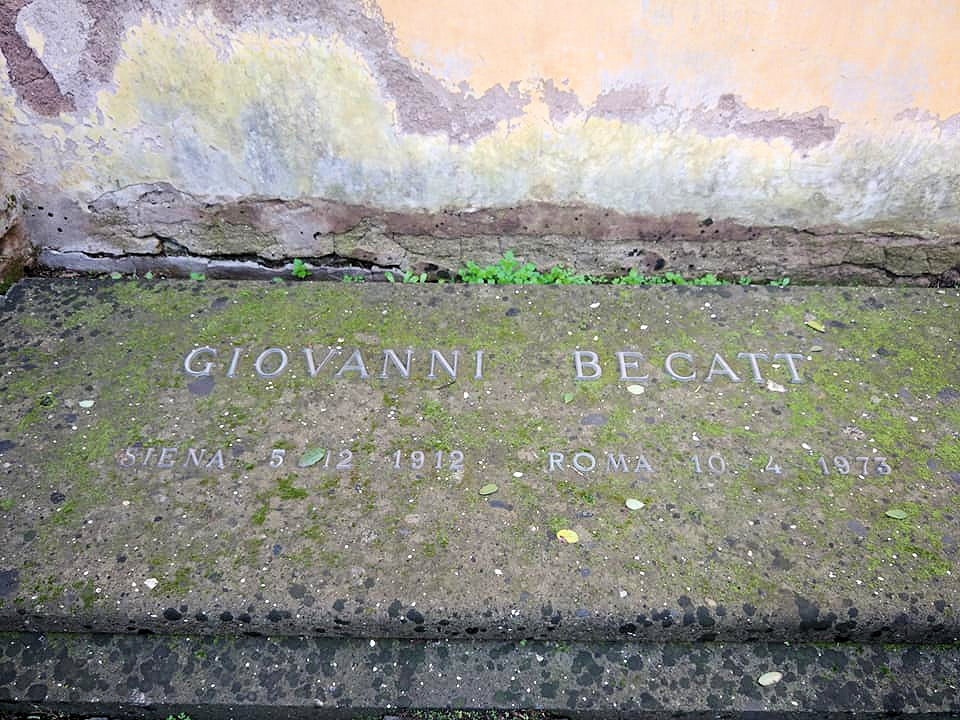 GIOVANNI BECATT
SIENA 5 12 1912 ROMA 10 4 1973